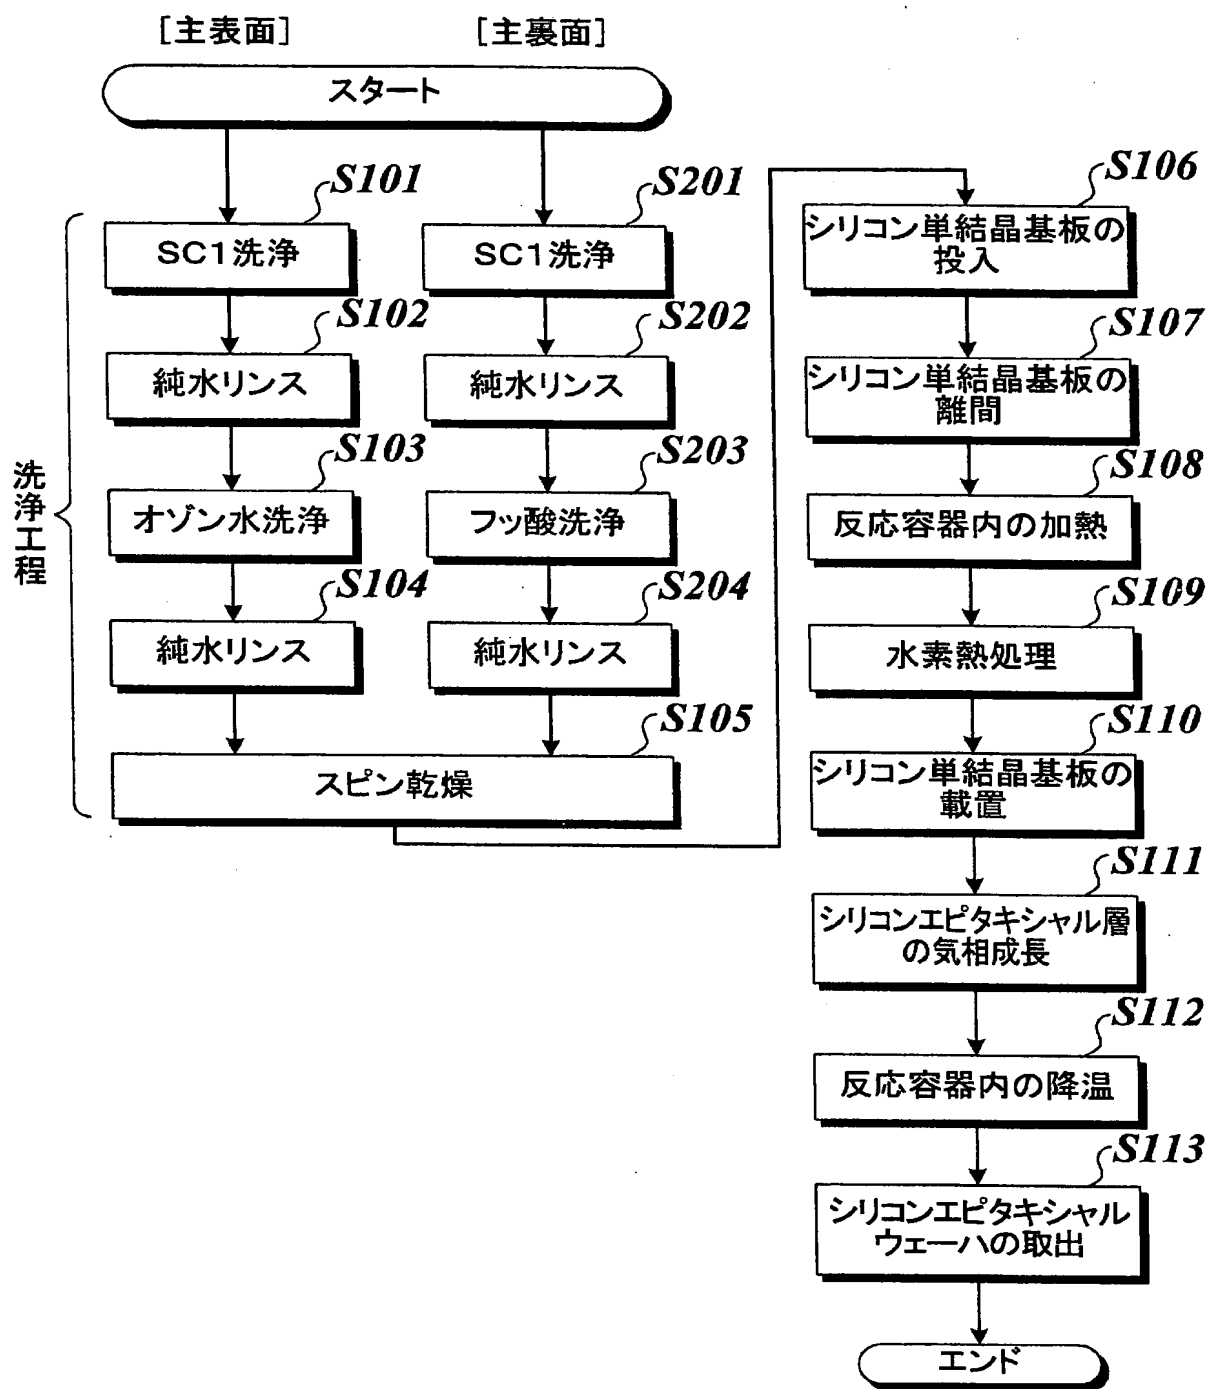 [主表面]
[主裏面]
スタート
S101
SC1洗浄
S102
純水リンス
S103
オゾン水洗浄
S104
純水リンス
S201
SC1洗浄
S202
純水リンス
S203
フッ酸洗浄
S204
純水リンス
S105
スピン乾燥
洗浄工程
S106
シリコン単結晶基板の
投入
S107
シリコン単結晶基板の
離間
S108
反応容器内の加熱
S109
水素熱処理
S110
シリコン単結晶基板の
載置
S111
シリコンエピタキシャル層
の気相成長
S112
反応容器内の降温
S113
シリコンエピタキシャル
ウェーハの取出
エンド